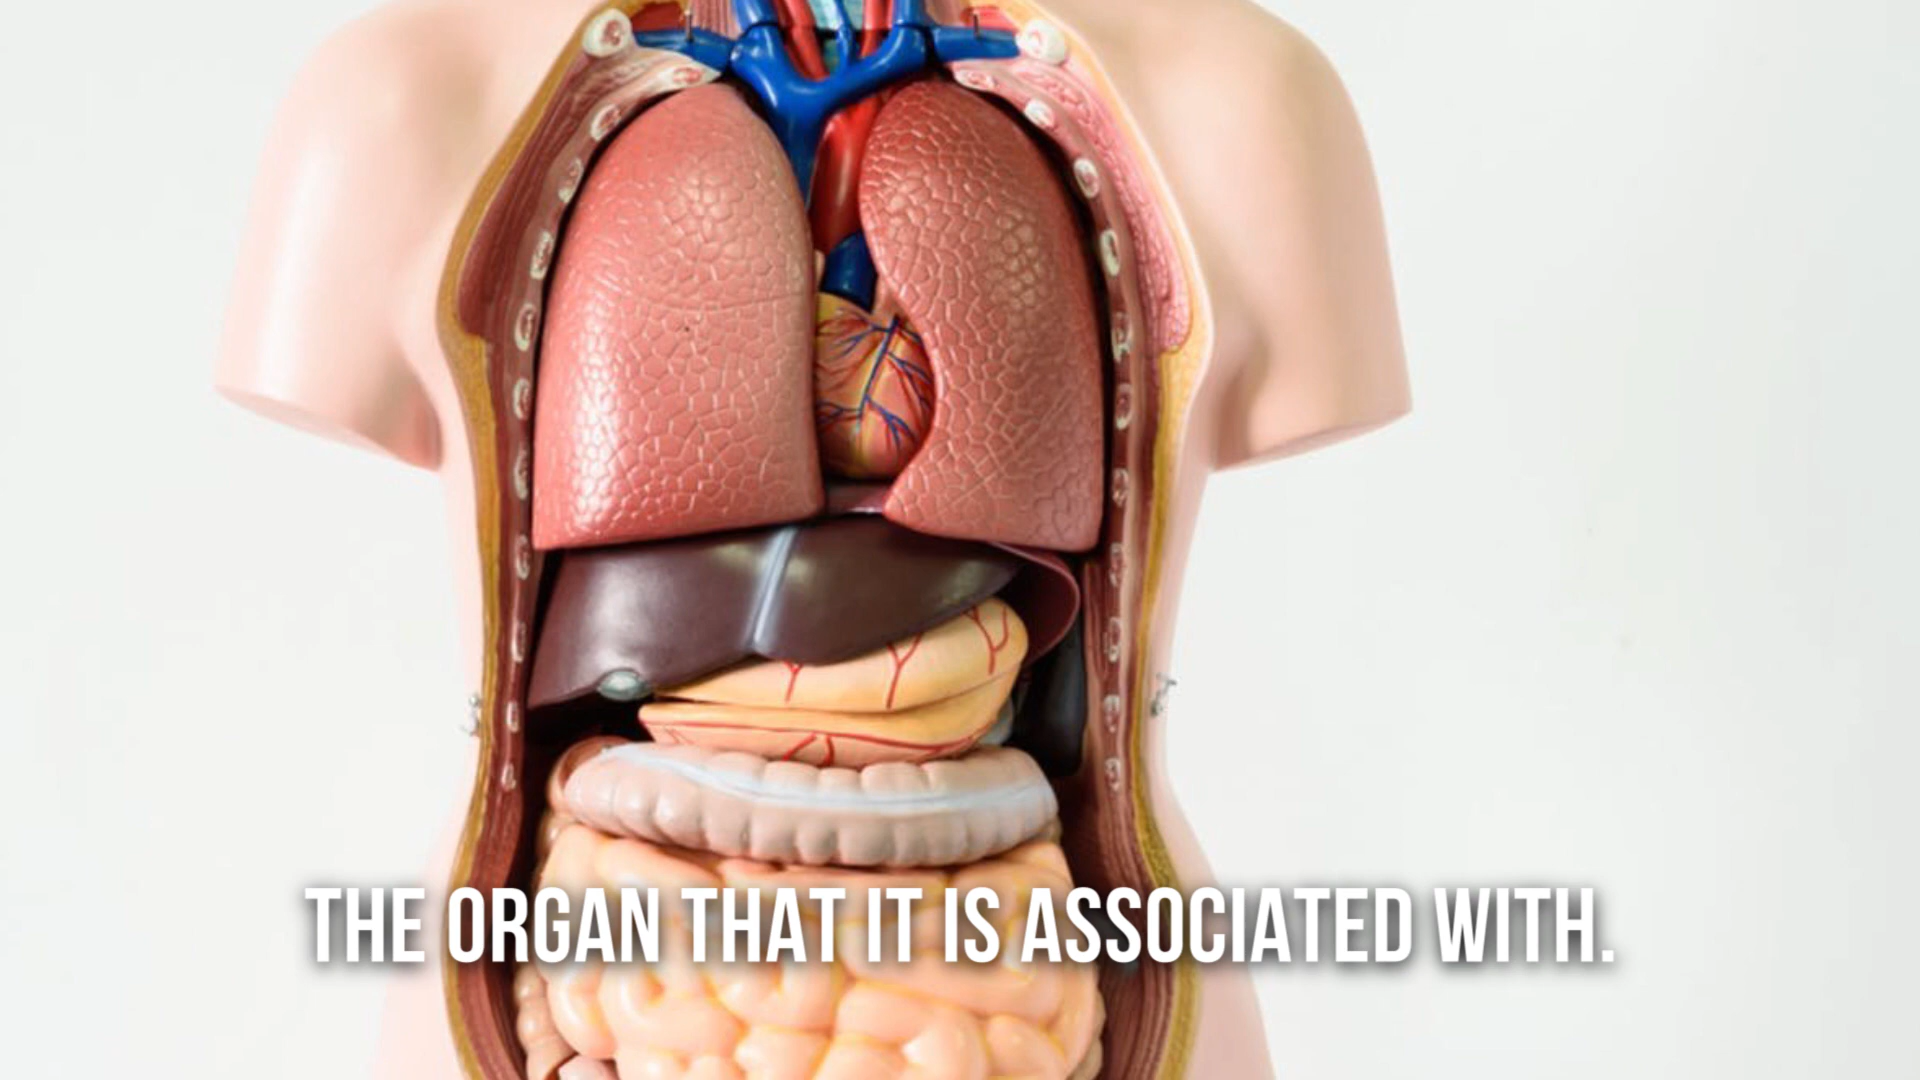 THE ORGAN THAT IT IS ASSOCIATED WITH.